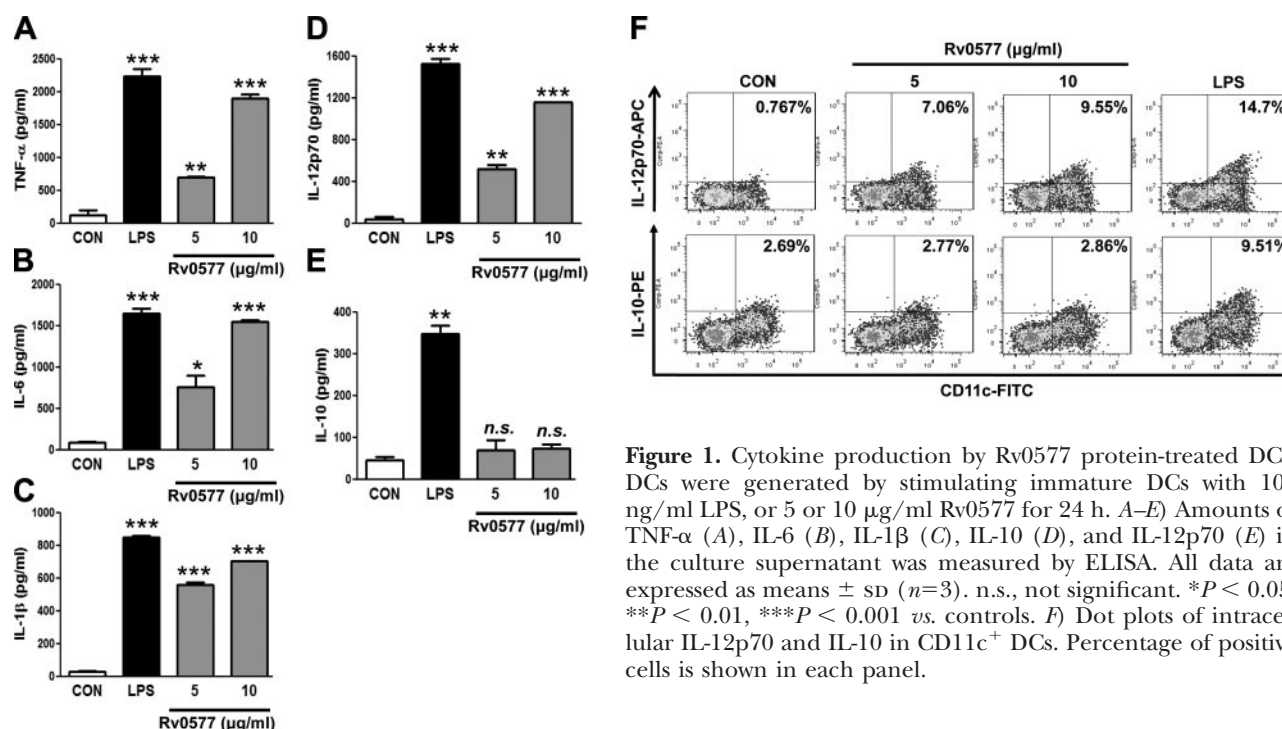 A
TNF-α (pg/ml)
2500
2000
1500
1000
500
0
***
**
***
CON LPS 5 10
Rv0577 (µg/ml)
B
IL-6 (pg/ml)
2000
1500
1000
500
0
***
*
***
CON LPS 5 10
Rv0577 (µg/ml)
C
IL-1β (pg/ml)
1000
800
600
400
200
0
***
***
***
CON LPS 5 10
Rv0577 (µg/ml)
D
IL-12p70 (pg/ml)
1600
1200
800
400
0
***
**
***
CON LPS 5 10
Rv0577 (µg/ml)
E
IL-10 (pg/ml)
400
300
200
100
0
**
n.s. n.s.
CON LPS 5 10
Rv0577 (µg/ml)
F
Rv0577 (µg/ml)
CON 5 10 LPS
IL-12p70-APC
0.767% 7.06% 9.55% 14.7%
IL-10-PE
2.69% 2.77% 2.86% 9.51%
CD11c-FITC
Figure 1. Cytokine production by Rv0577 protein-treated DC
DCs were generated by stimulating immature DCs with 10
ng/ml LPS, or 5 or 10 µg/ml Rv0577 for 24 h. A–E) Amounts o
TNF-α (A), IL-6 (B), IL-1β (C), IL-10 (D), and IL-12p70 (E) i
the culture supernatant was measured by ELISA. All data ar
expressed as means ± SD (n=3). n.s., not significant. *P < 0.05
**P < 0.01, ***P < 0.001 vs. controls. F) Dot plots of intrace
lular IL-12p70 and IL-10 in CD11c+ DCs. Percentage of positiv
cells is shown in each panel.